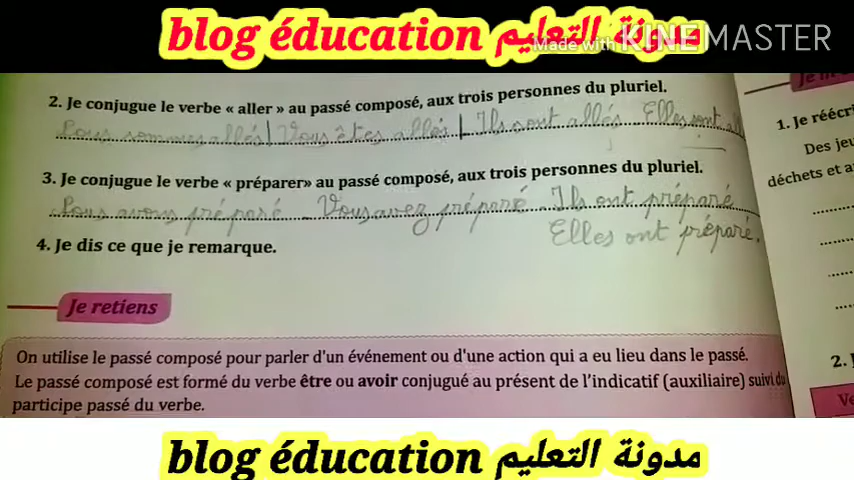 blog éducation مدونة التعليم
Made with KINEMASTER
2. Je conjugue le verbe « aller » au passé composé, aux trois personnes du pluriel.
sommes allés | Vous êtes allés | Ils sont allés Elles sont
3. Je conjugue le verbe « préparer» au passé composé, aux trois personnes du pluriel.
avons préparé - Vous avez préparé - Ils ont préparé
Elles ont préparé.
4. Je dis ce que je remarque.
Je retiens
On utilise le passé composé pour parler d'un événement ou d'une action qui a eu lieu dans le passé.
Le passé composé est formé du verbe être ou avoir conjugué au présent de l'indicatif (auxiliaire) suivi du
participe passé du verbe.
1. Je réécri
Des jeu
déchets et a
2. J
Ve
blog éducation مدونة التعليم